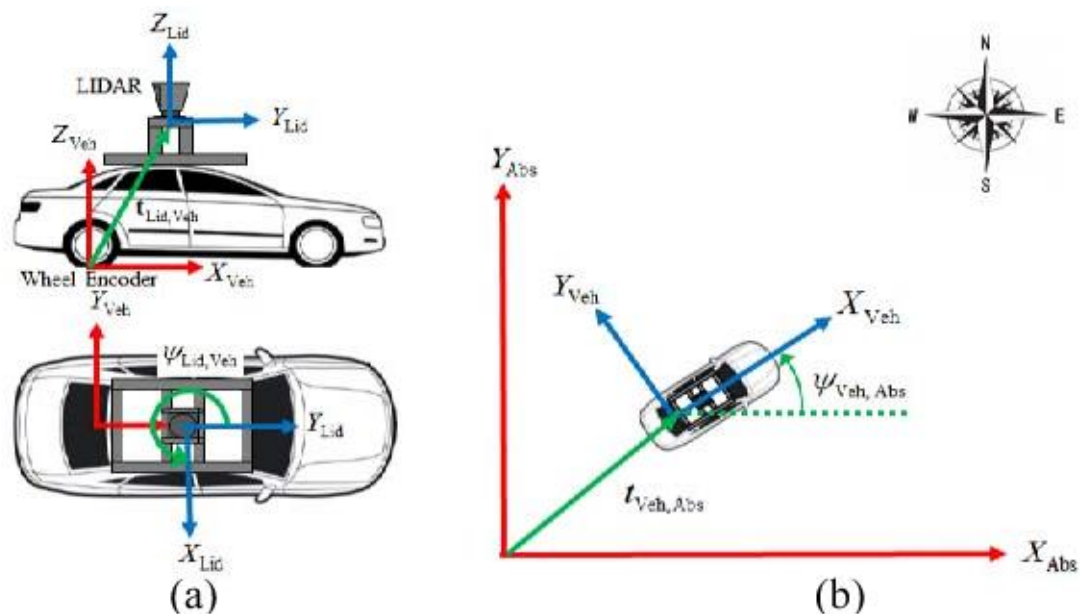 Z_Lid
LIDAR
Y_Lid
Z_Veh
t_Lid,Veh
Wheel Encoder
X_Veh
Y_Veh
ψ_Lid,Veh
Y_Lid
X_Lid
(a)
N
W
E
S
Y_Abs
Y_Veh
X_Veh
ψ_Veh, Abs
t_Veh,Abs
X_Abs
(b)